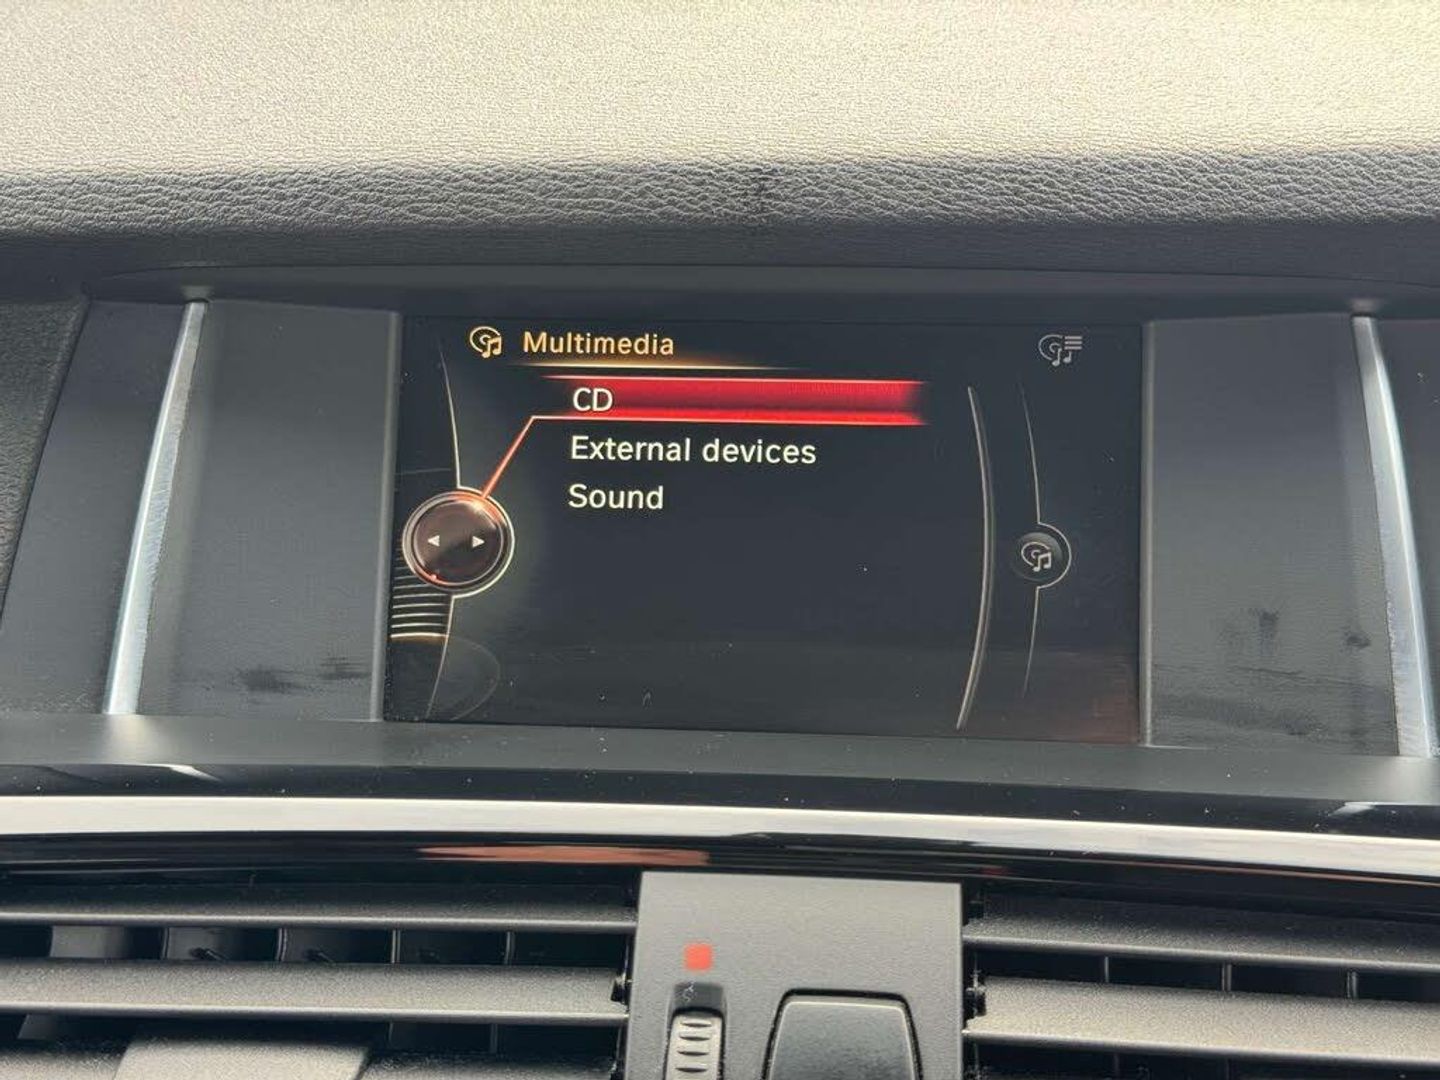 Multimedia
CD
External devices
Sound